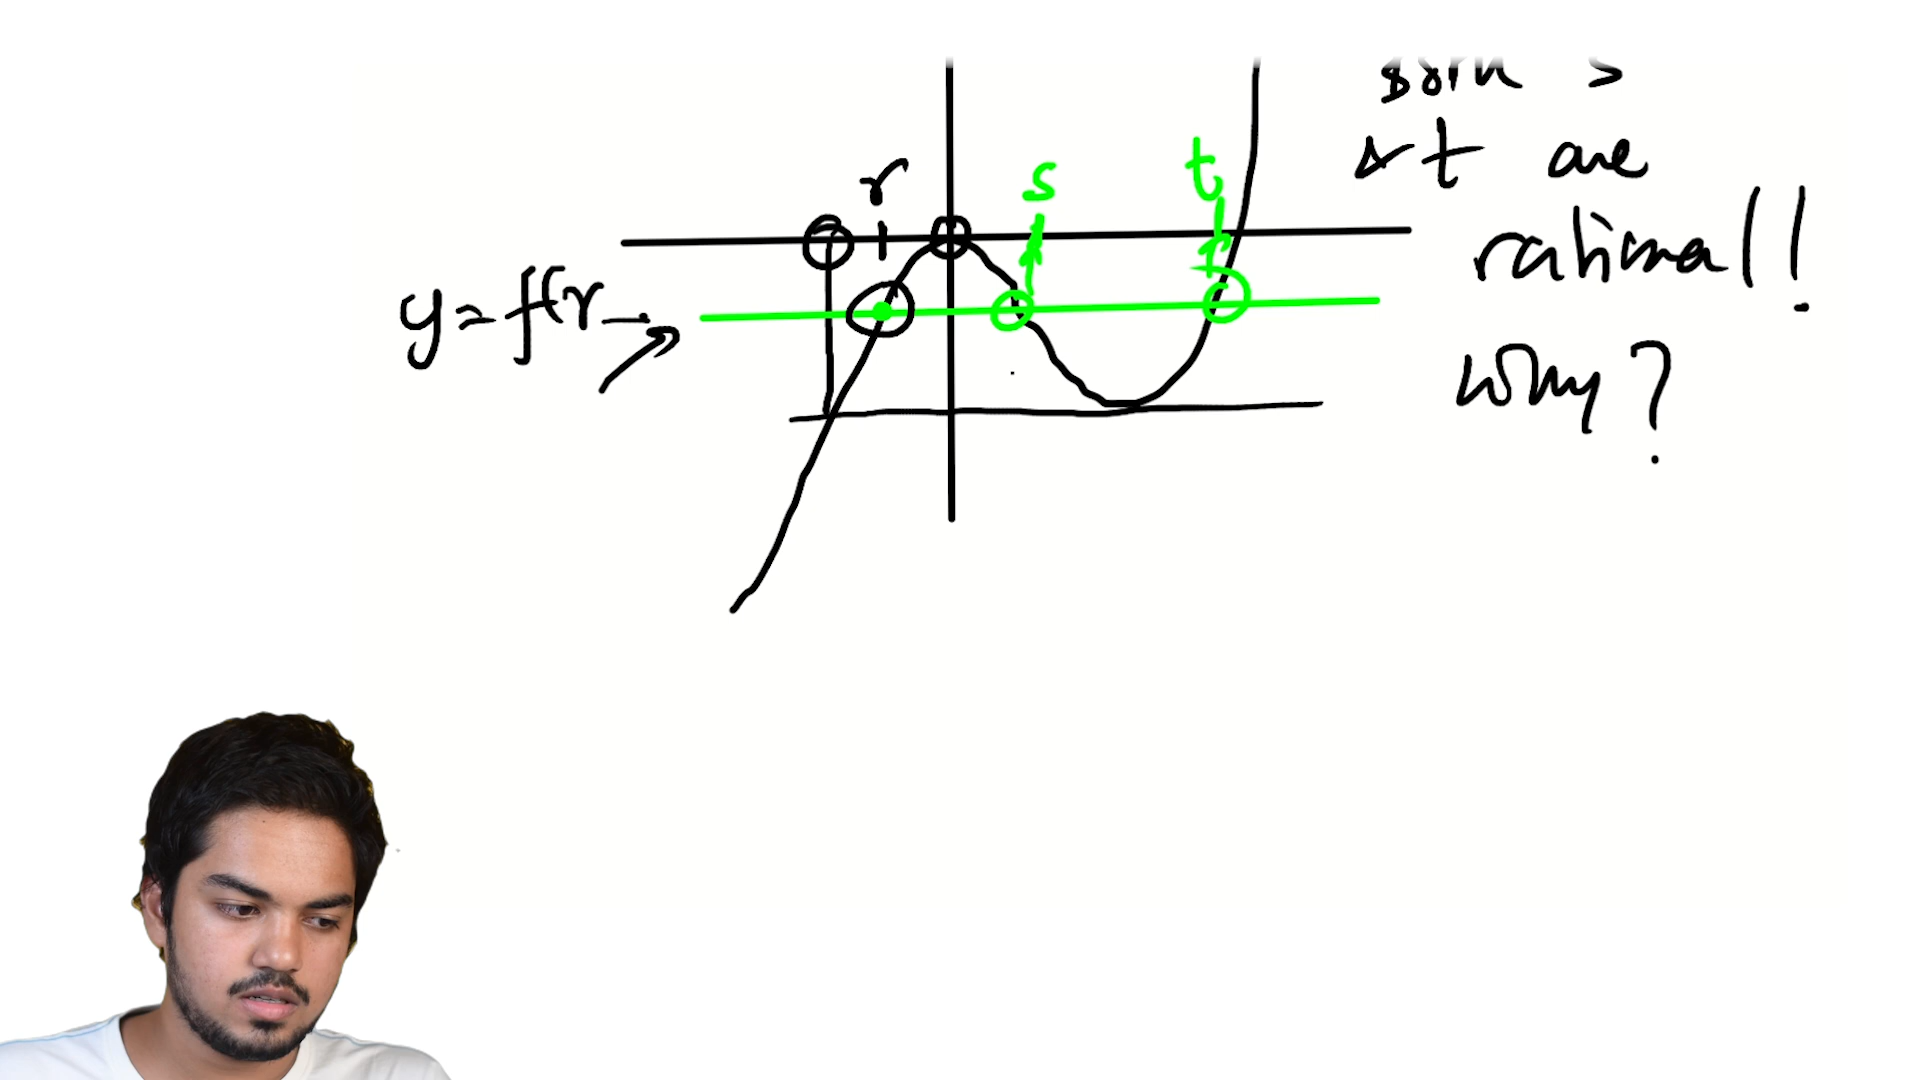 s
& t are
rational!!
why?
r
s
t
y = f(r